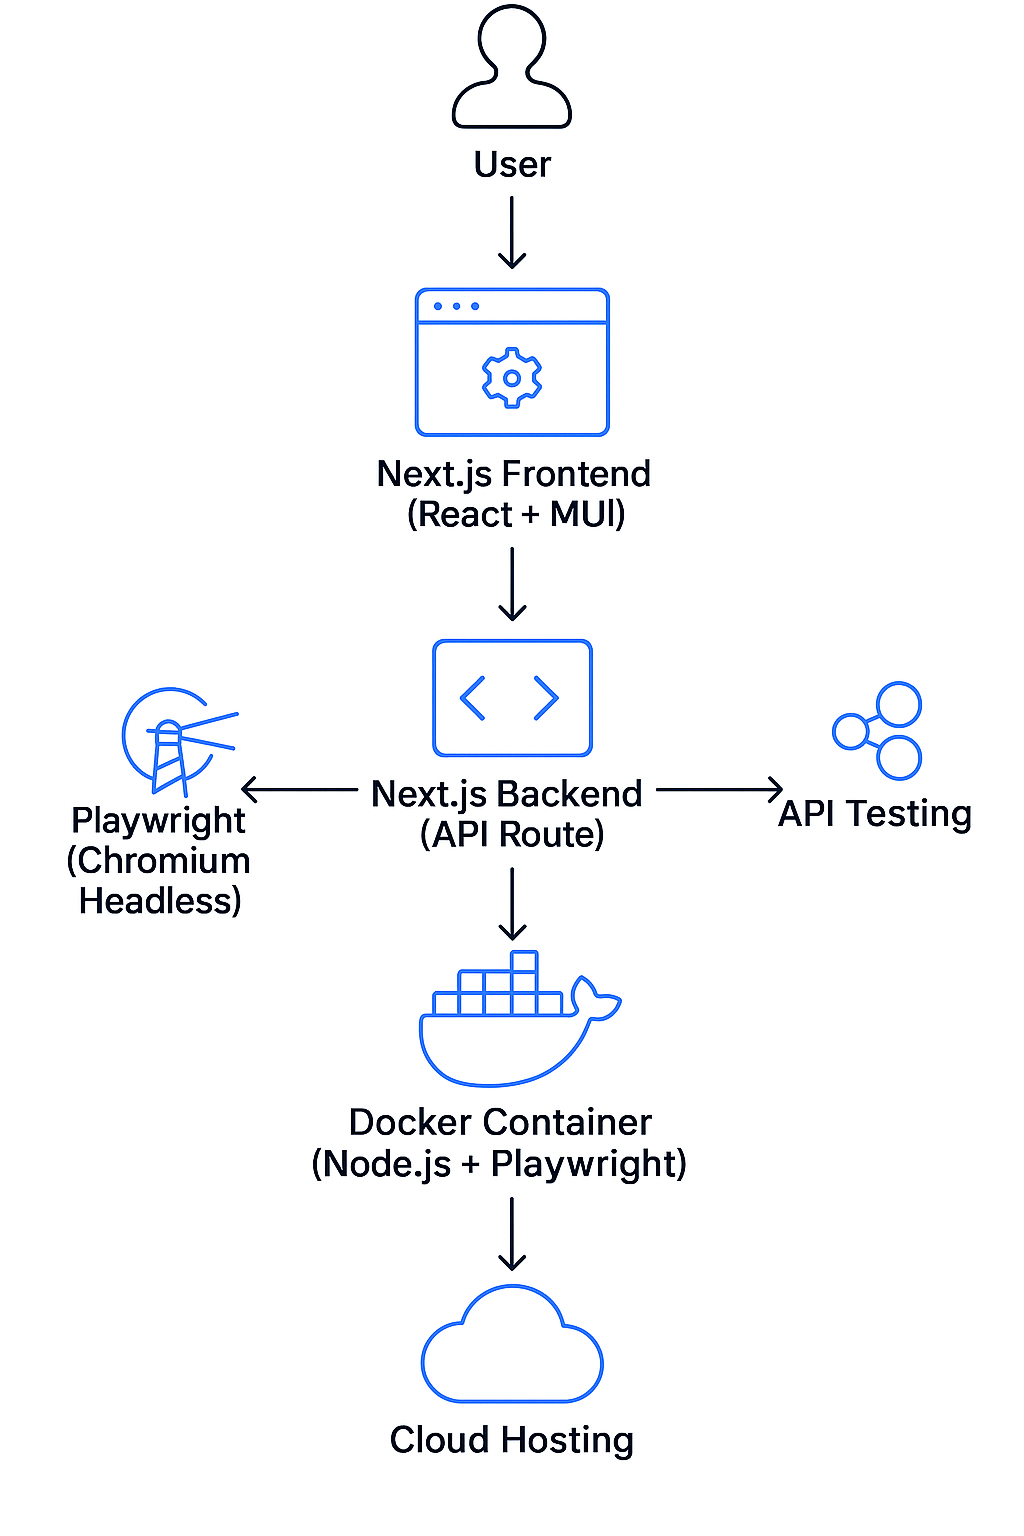 User
Next.js Frontend
(React + MUI)
Playwright
(Chromium
Headless)
Next.js Backend
(API Route)
API Testing
Docker Container
(Node.js + Playwright)
Cloud Hosting